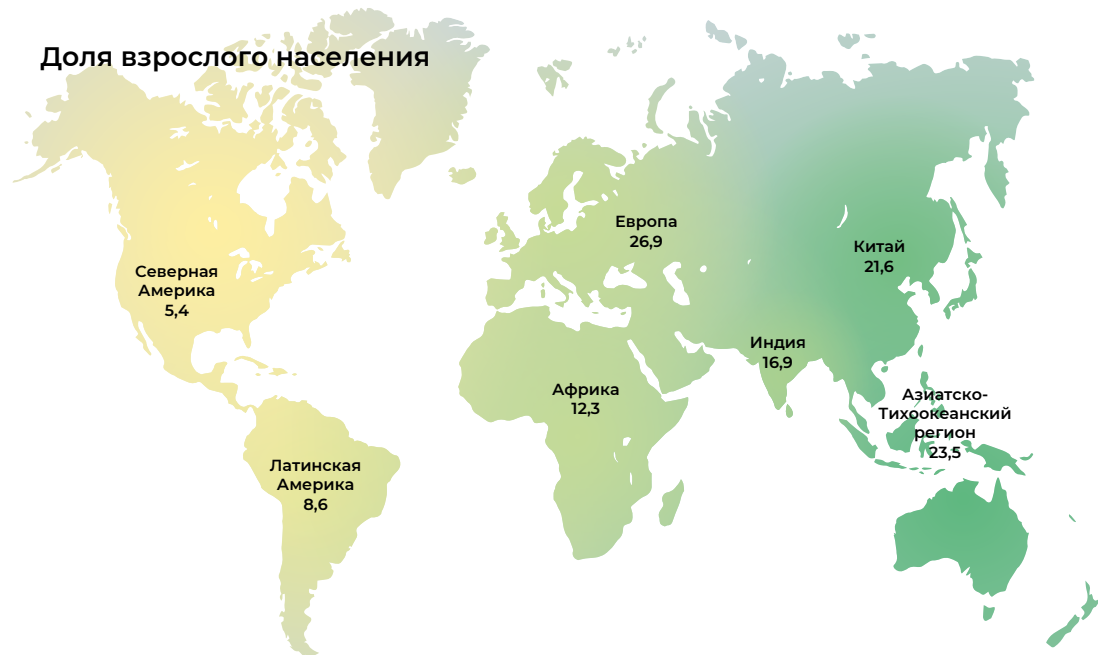 Доля взрослого населения
Европа
26,9
Китай
21,6
Северная
Америка
5,4
Индия
16,9
Африка
12,3
Азиатско-
Тихоокеанский
регион
23,5
Латинская
Америка
8,6